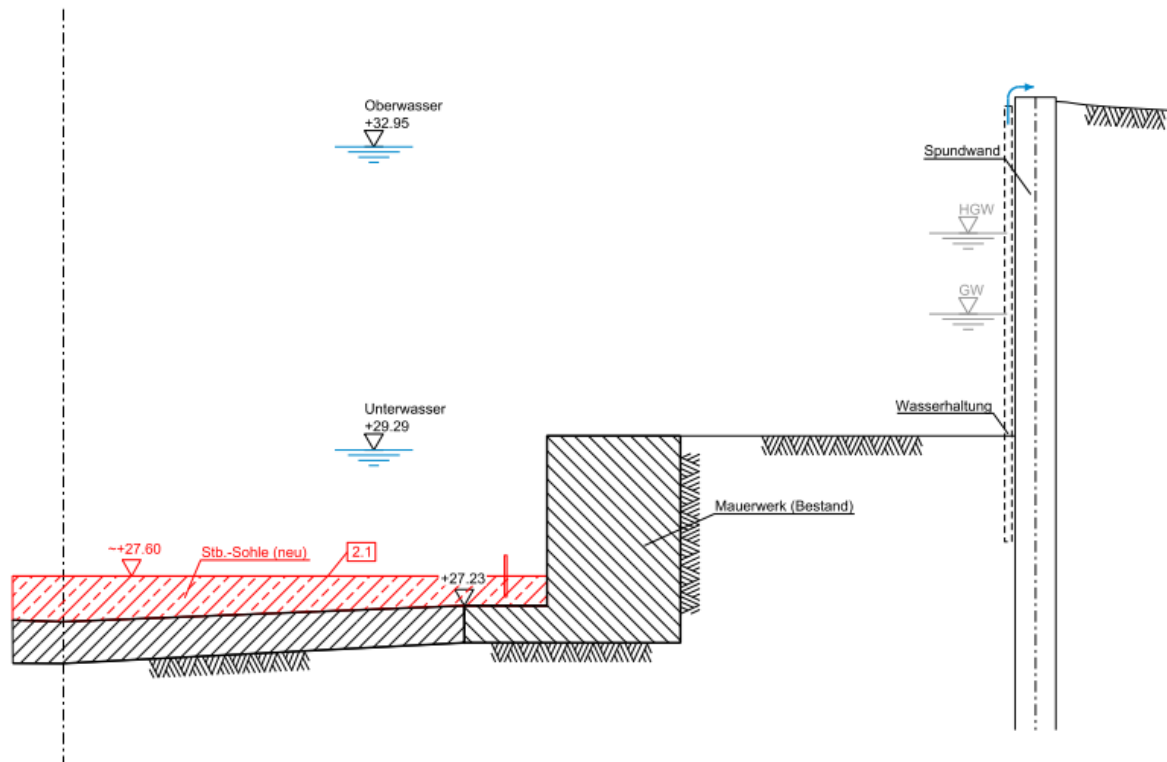 Oberwasser
+32.95
Spundwand
HGW
GW
Wasserhaltung
Unterwasser
+29.29
Mauerwerk (Bestand)
~+27.60
Stb.-Sohle (neu)
2.1
+27.23